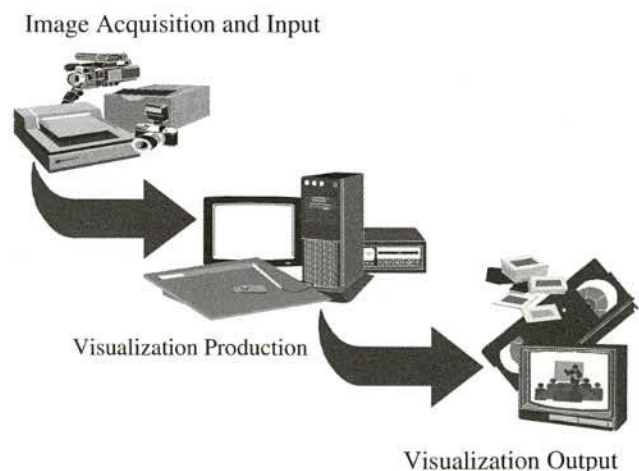 Image Acquisition and Input
Visualization Production
Visualization Output